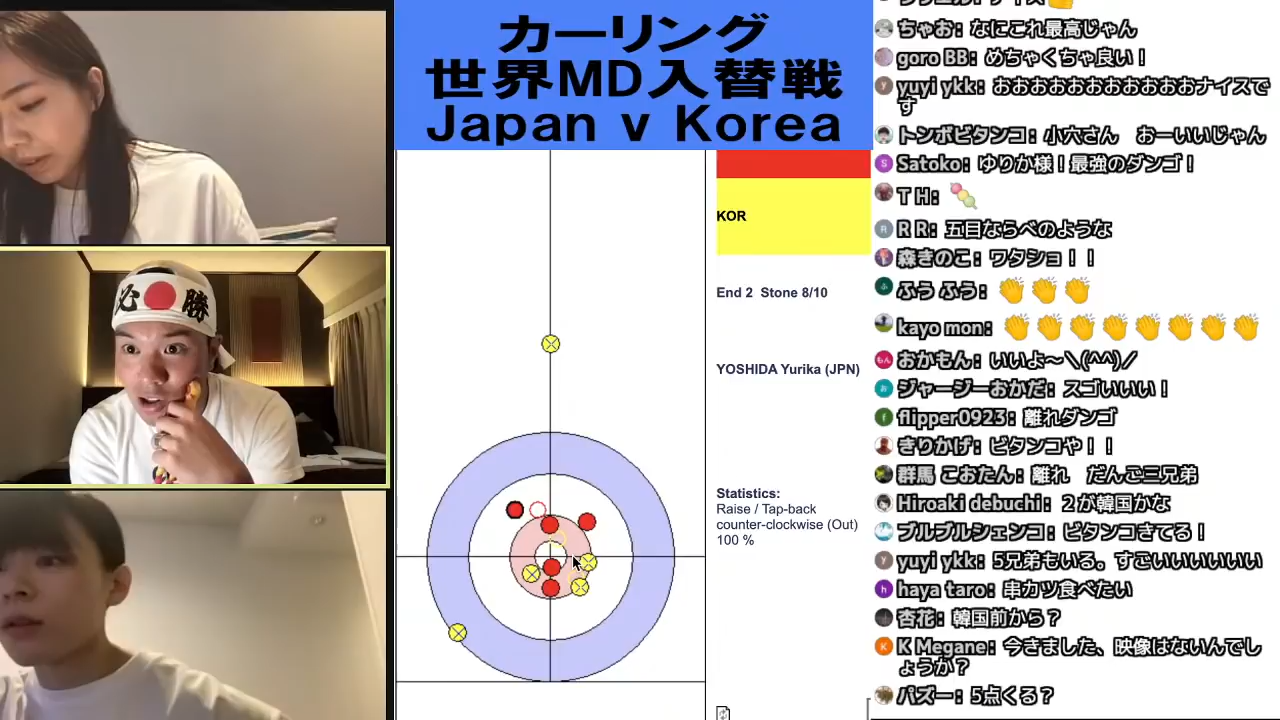 カーリング
世界MD入替戦
Japan v Korea
必 勝
KOR
End 2 Stone 8/10
YOSHIDA Yurika (JPN)
Statistics:
Raise / Tap-back
counter-clockwise (Out)
100 %
ちゃお: なにこれ最高じゃん
goro BB: めちゃくちゃ良い！
yuyi ykk: おおおおおおおおおおおナイスで
す
トンボビタンコ: 小穴さん　おーいいじゃん
S Satoko: ゆりか様！最強のダンゴ！
T H: 🍡
R R R: 五目ならべのような
森きのこ: ワタショ！！
ふ ふう ふう: 👏👏👏
kayo mon: 👏👏👏👏👏👏👏👏
もん おかもん: いいよ〜＼(^^)／
お ジャージーおかだ: スゴいいい！
f flipper0923: 離れダンゴ
きりかげ: ビタンコや！！
群馬 こおたん: 離れ　だんご三兄弟
Hiroaki debuchi: ２が韓国かな
ブルブルシェンコ: ビタンコきてる！
y yuyi ykk: 5兄弟もいる。すごいいいいいい
h haya taro: 串カツ食べたい
杏花: 韓国前から？
K K Megane: 今きました、映像はないんでし
ょうか？
パズー: 5点くる？